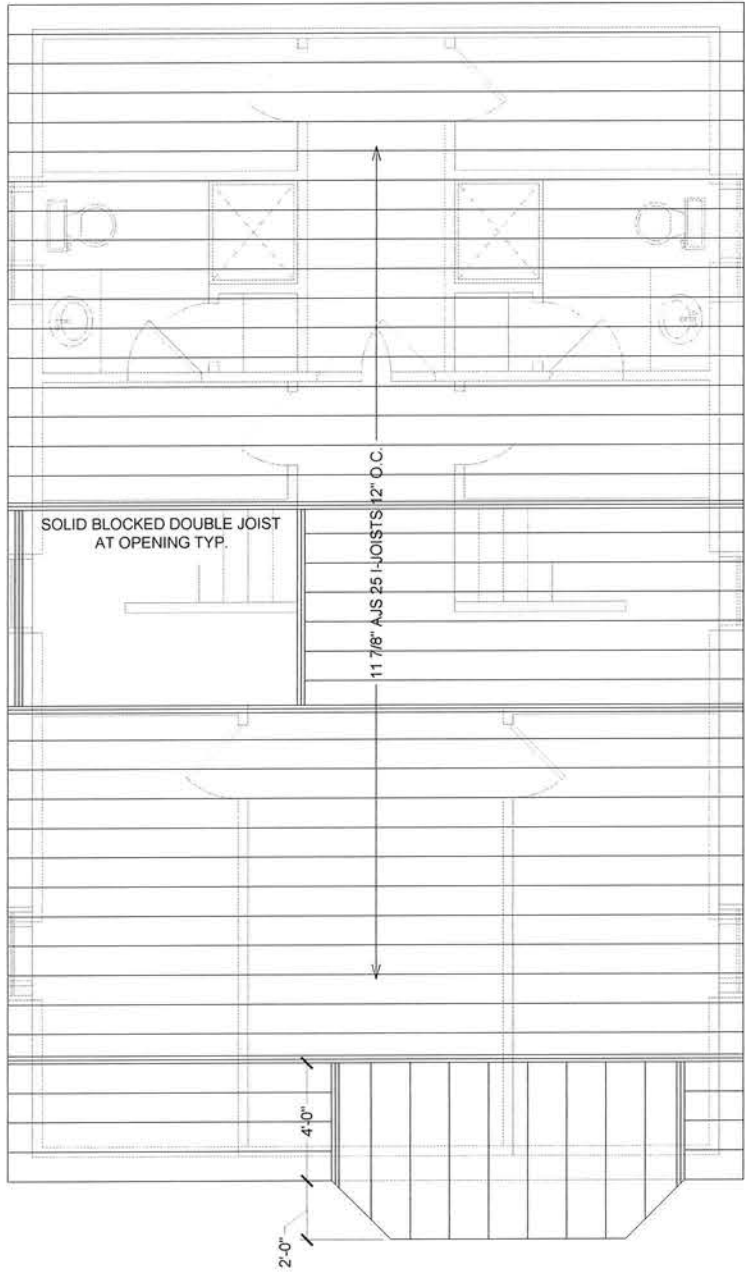 SOLID BLOCKED DOUBLE JOIST
AT OPENING TYP.
11 7/8" AJS 25 I-JOISTS 12" O.C.
4'-0"
2'-0"